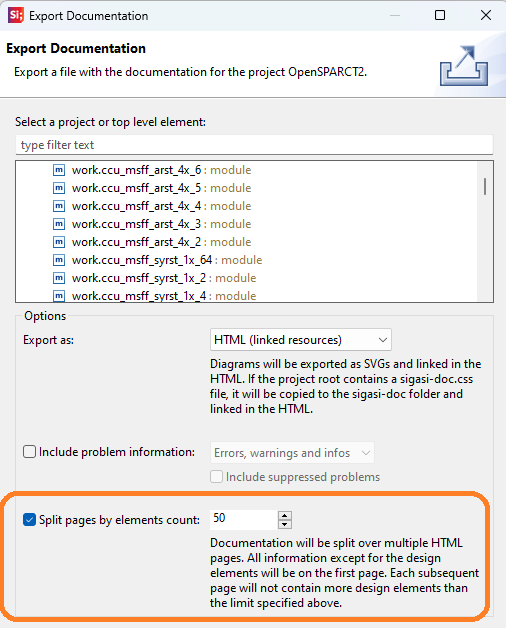 Si;
Export Documentation
Export Documentation
Export a file with the documentation for the project OpenSPARCT2.
Select a project or top level element:
type filter text
m work.ccu_msff_arst_4x_6 : module
m work.ccu_msff_arst_4x_5 : module
m work.ccu_msff_arst_4x_4 : module
m work.ccu_msff_arst_4x_3 : module
m work.ccu_msff_arst_4x_2 : module
m work.ccu_msff_syrst_1x_64 : module
m work.ccu_msff_syrst_1x_2 : module
m work.ccu_msff_syrst_1x_4 : module
Options
Export as:
HTML (linked resources)
Diagrams will be exported as SVGs and linked in the
HTML. If the project root contains a sigasi-doc.css
file, it will be copied to the sigasi-doc folder and
linked in the HTML.
Include problem information:
Errors, warnings and infos
Include suppressed problems
Split pages by elements count:
50
Documentation will be split over multiple HTML
pages. All information except for the design
elements will be on the first page. Each subsequent
page will not contain more design elements than
the limit specified above.